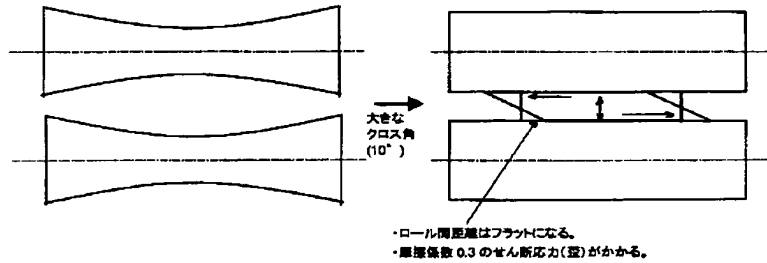 大きな
クロス角
(10°)
・ロール間距離はフラットになる。
・摩擦係数 0.3 のせん断応力(歪)がかかる。